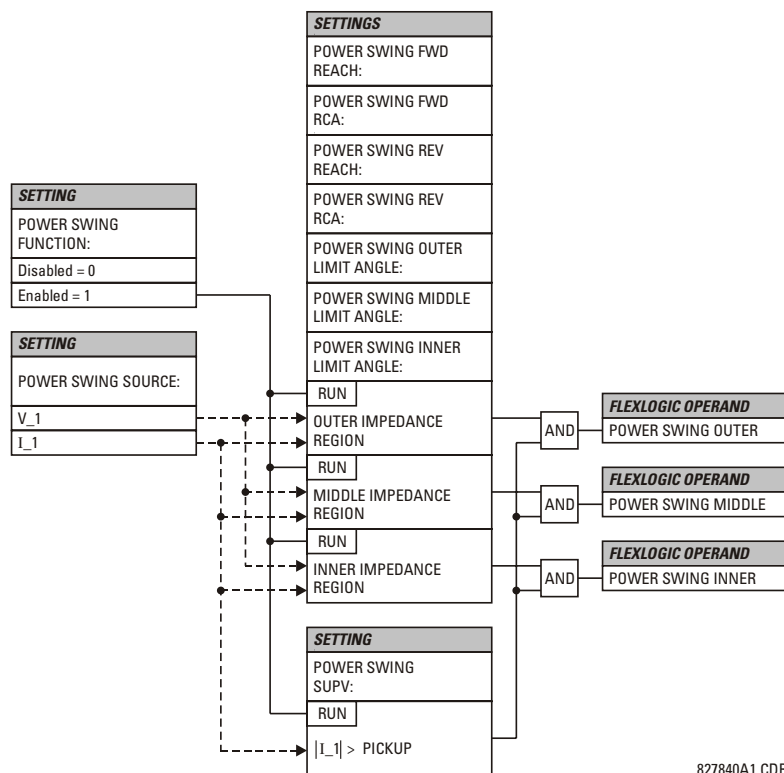 SETTINGS
POWER SWING FWD
REACH:
POWER SWING FWD
RCA:
POWER SWING REV
REACH:
POWER SWING REV
RCA:
POWER SWING OUTER
LIMIT ANGLE:
POWER SWING MIDDLE
LIMIT ANGLE:
POWER SWING INNER
LIMIT ANGLE:
RUN
OUTER IMPEDANCE
REGION
RUN
MIDDLE IMPEDANCE
REGION
RUN
INNER IMPEDANCE
REGION
SETTING
POWER SWING
FUNCTION:
Disabled = 0
Enabled = 1
SETTING
POWER SWING SOURCE:
V_1
I_1
SETTING
POWER SWING
SUPV:
RUN
|I_1| > PICKUP
AND
AND
AND
FLEXLOGIC OPERAND
POWER SWING OUTER
FLEXLOGIC OPERAND
POWER SWING MIDDLE
FLEXLOGIC OPERAND
POWER SWING INNER
827840A1.CDR